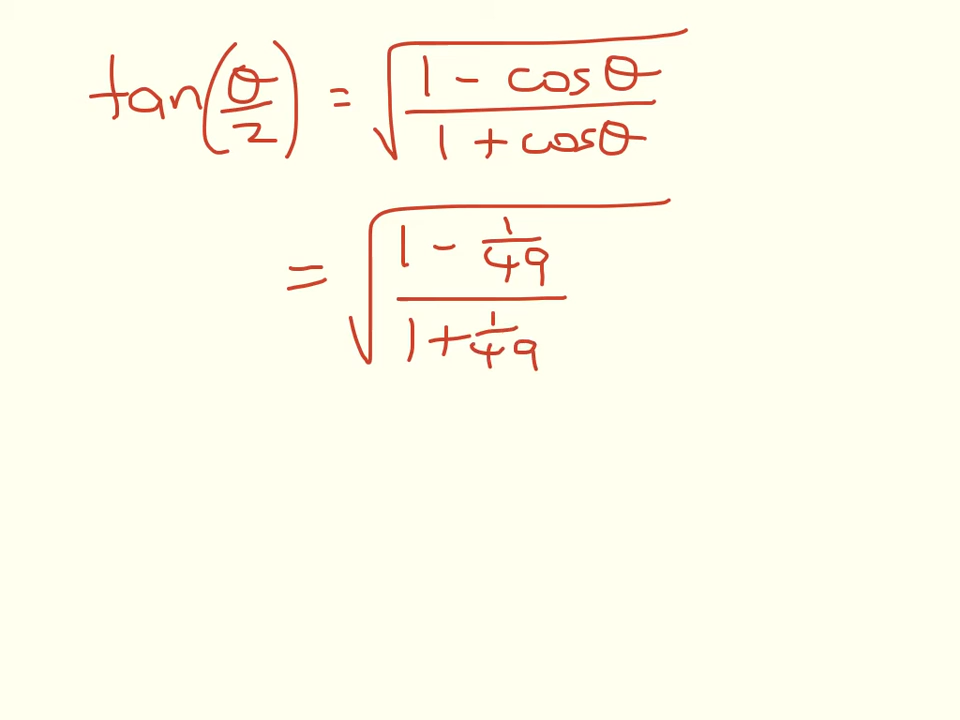 tan(θ/2) = √((1 - cosθ)/(1 + cosθ))
= √((1 - 1/49)/(1 + 1/49))